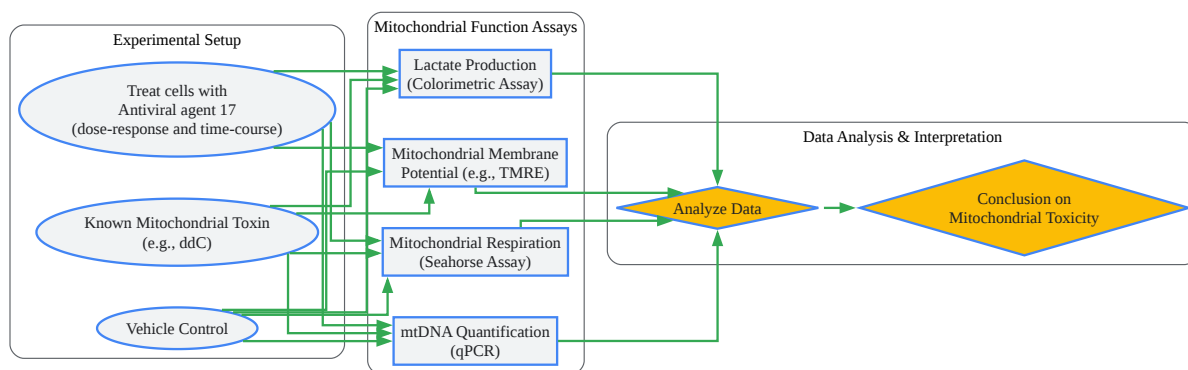 Experimental Setup
Treat cells with
Antiviral agent 17
(dose-response and time-course)
Known Mitochondrial Toxin
(e.g., ddC)
Vehicle Control
Mitochondrial Function Assays
Lactate Production
(Colorimetric Assay)
Mitochondrial Membrane
Potential (e.g., TMRE)
Mitochondrial Respiration
(Seahorse Assay)
mtDNA Quantification
(qPCR)
Data Analysis & Interpretation
Analyze Data
Conclusion on
Mitochondrial Toxicity